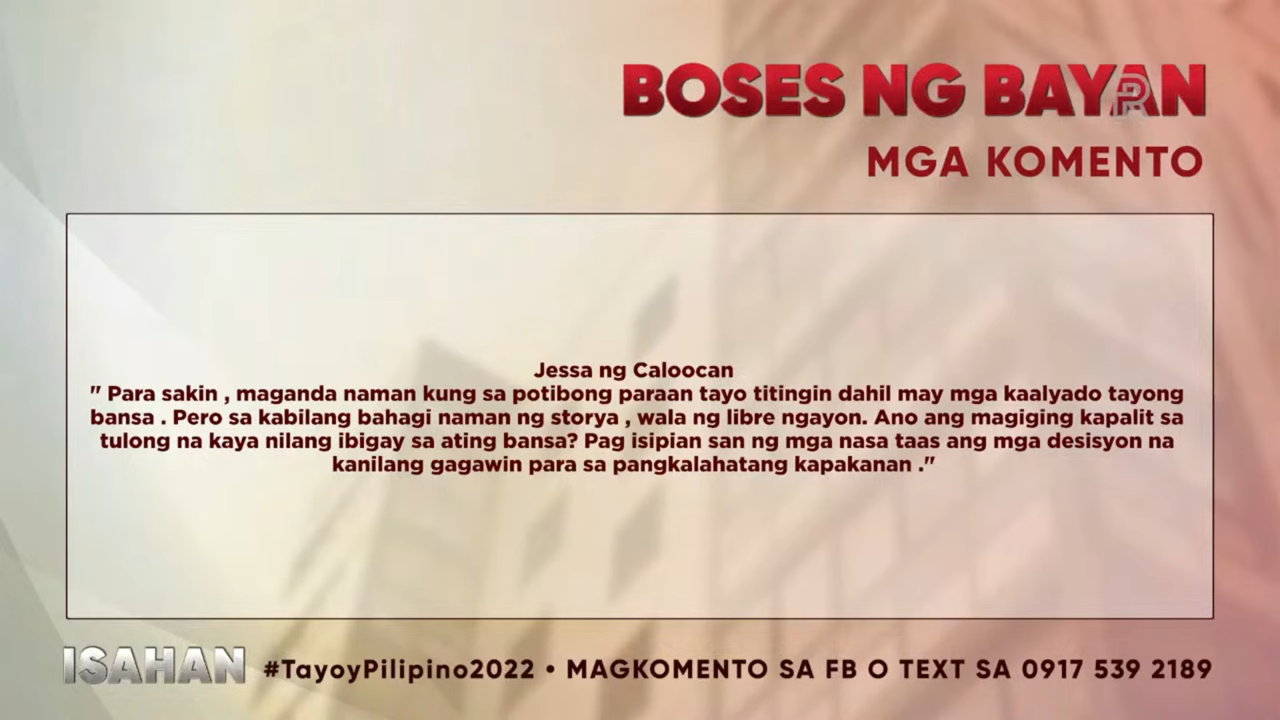 BOSES NG BAYAN
MGA KOMENTO
Jessa ng Caloocan
" Para sakin , maganda naman kung sa potibong paraan tayo titingin dahil may mga kaalyado tayong
bansa . Pero sa kabilang bahagi naman ng storya , wala ng libre ngayon. Ano ang magiging kapalit sa
tulong na kaya nilang ibigay sa ating bansa? Pag isipian san ng mga nasa taas ang mga desisyon na
kanilang gagawin para sa pangkalahatang kapakanan ."
ISAHAN #TayoyPilipino2022 • MAGKOMENTO SA FB O TEXT SA 0917 539 2189